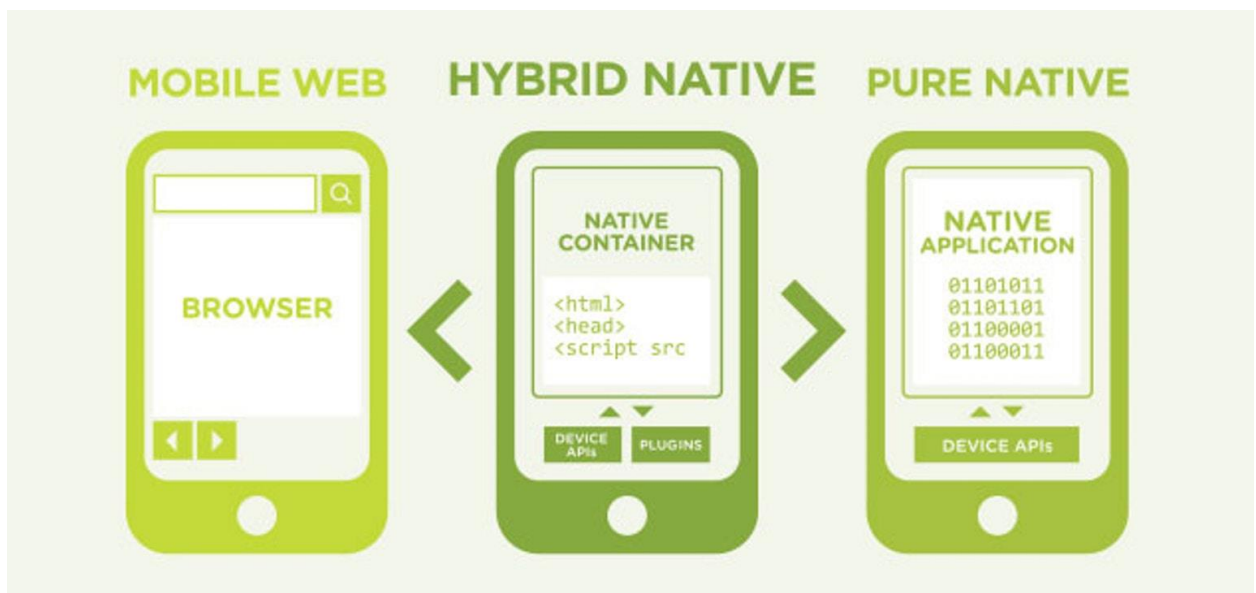 MOBILE WEB
HYBRID NATIVE
PURE NATIVE
BROWSER
NATIVE
CONTAINER
<html>
<head>
<script src
DEVICE
APIs
PLUGINS
NATIVE
APPLICATION
01101011
01101101
01100001
01100011
DEVICE APIs